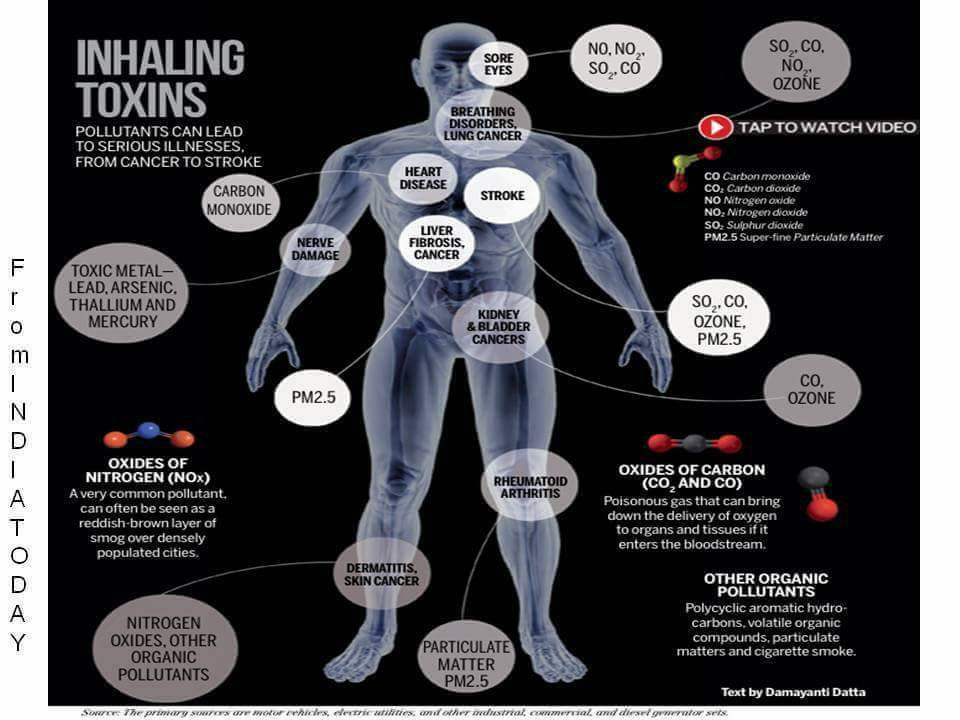 INHALING
TOXINS
POLLUTANTS CAN LEAD
TO SERIOUS ILLNESSES,
FROM CANCER TO STROKE
SORE
EYES
NO, NO₂,
SO₂, CO
SO₂, CO,
NO₂,
OZONE
BREATHING
DISORDERS,
LUNG CANCER
TAP TO WATCH VIDEO
CO Carbon monoxide
CO₂ Carbon dioxide
NO Nitrogen oxide
NO₂ Nitrogen dioxide
SO₂ Sulphur dioxide
PM2.5 Super-fine Particulate Matter
CARBON
MONOXIDE
HEART
DISEASE
STROKE
NERVE
DAMAGE
LIVER
FIBROSIS,
CANCER
TOXIC METAL—
LEAD, ARSENIC,
THALLIUM AND
MERCURY
KIDNEY
& BLADDER
CANCERS
SO₂, CO,
OZONE,
PM2.5
PM2.5
CO,
OZONE
OXIDES OF
NITROGEN (NOx)
A very common pollutant,
can often be seen as a
reddish-brown layer of
smog over densely
populated cities.
RHEUMATOID
ARTHRITIS
OXIDES OF CARBON
(CO₂ AND CO)
Poisonous gas that can bring
down the delivery of oxygen
to organs and tissues if it
enters the bloodstream.
DERMATITIS,
SKIN CANCER
NITROGEN
OXIDES, OTHER
ORGANIC
POLLUTANTS
PARTICULATE
MATTER
PM2.5
OTHER ORGANIC
POLLUTANTS
Polycyclic aromatic hydro-
carbons, volatile organic
compounds, particulate
matters and cigarette smoke.
Text by Damayanti Datta
Source: The primary sources are motor vehicles, electric utilities, and other industrial, commercial, and diesel generator sets.
From INDIA TODAY